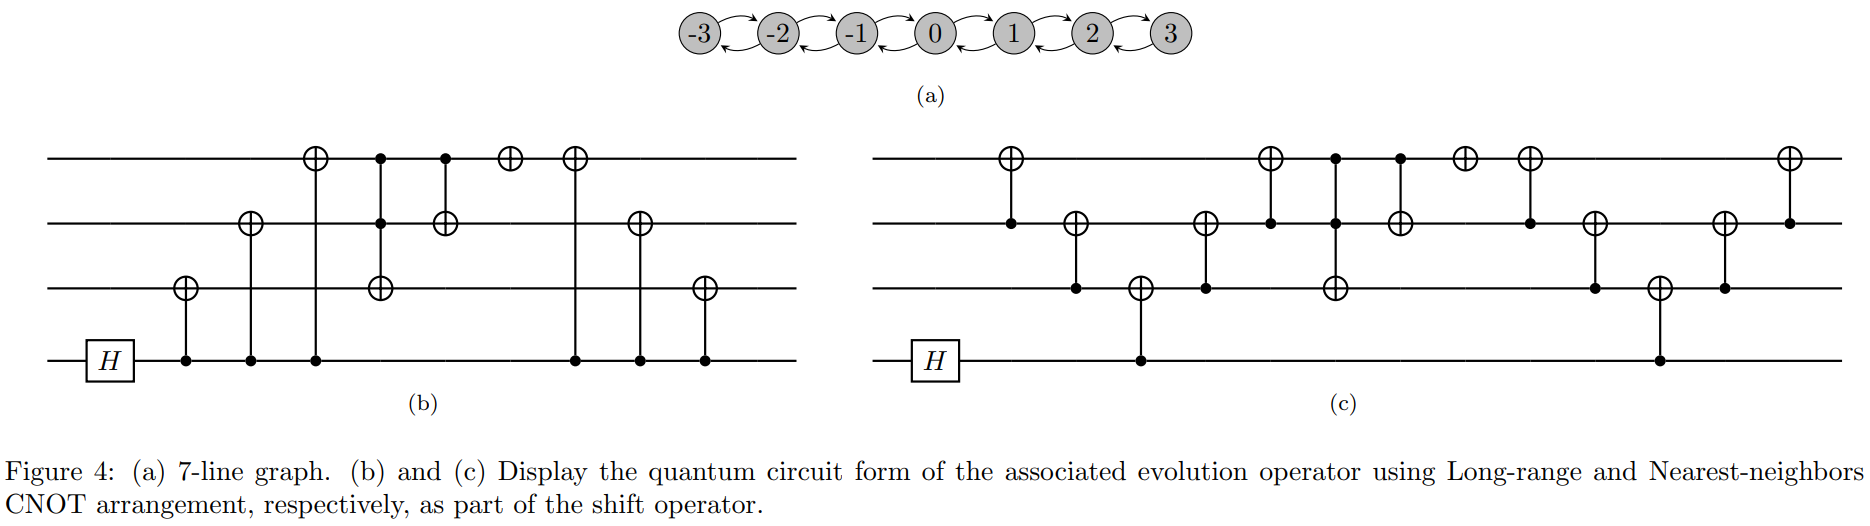 -3 -2 -1 0 1 2 3
(a)
H H
(b) (c)
Figure 4: (a) 7-line graph. (b) and (c) Display the quantum circuit form of the associated evolution operator using Long-range and Nearest-neighbors
CNOT arrangement, respectively, as part of the shift operator.